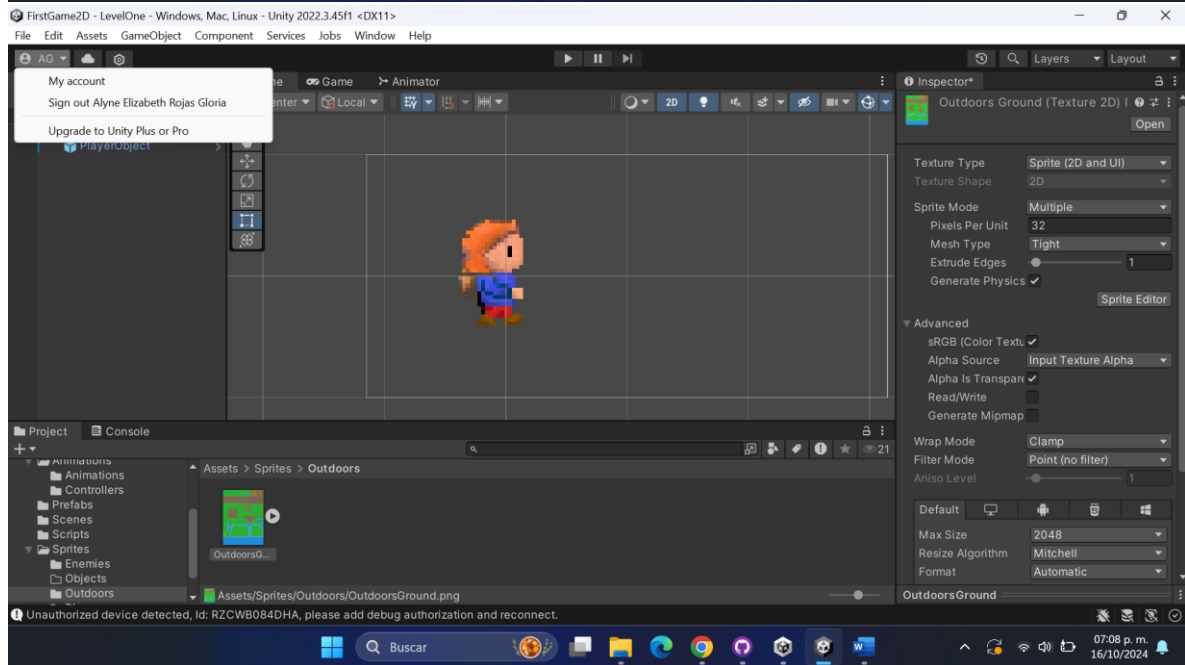 FirstGame2D - LevelOne - Windows, Mac, Linux - Unity 2022.3.45f1 <DX11>
File Edit Assets GameObject Component Services Jobs Window Help
AG
Layers
Layout
My account
Sign out Alyne Elizabeth Rojas Gloria
Upgrade to Unity Plus or Pro
PlayerObject
Game
Animator
Local
2D
Inspector*
Outdoors Ground (Texture 2D) I
Open
Texture Type Sprite (2D and UI)
Texture Shape 2D
Sprite Mode Multiple
Pixels Per Unit 32
Mesh Type Tight
Extrude Edges 1
Generate Physics
Sprite Editor
Advanced
sRGB (Color Textu
Alpha Source Input Texture Alpha
Alpha Is Transpare
Read/Write
Generate Mipmap
Wrap Mode Clamp
Filter Mode Point (no filter)
Aniso Level 1
Default
Max Size 2048
Resize Algorithm Mitchell
Format Automatic
OutdoorsGround
Project Console
21
Animations
Animations
Controllers
Prefabs
Scenes
Scripts
Sprites
Enemies
Objects
Outdoors
Assets > Sprites > Outdoors
OutdoorsG...
Assets/Sprites/Outdoors/OutdoorsGround.png
Unauthorized device detected, Id: RZCWB084DHA, please add debug authorization and reconnect.
Buscar
07:08 p. m.
16/10/2024